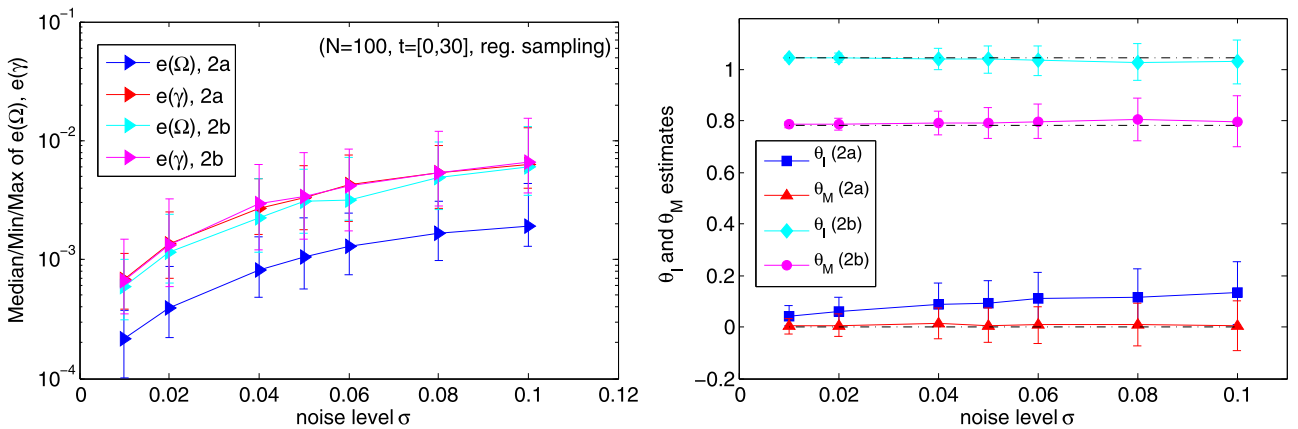 10⁻¹
(N=100, t=[0,30], reg. sampling)
e(Ω), 2a
e(γ), 2a
e(Ω), 2b
e(γ), 2b
10⁻²
10⁻³
10⁻⁴
Median/Min/Max of e(Ω), e(γ)
0 0.02 0.04 0.06 0.08 0.1 0.12
noise level σ
1
0.8
0.6
0.4
0.2
0
−0.2
θ_I and θ_M estimates
θ_I (2a)
θ_M (2a)
θ_I (2b)
θ_M (2b)
0 0.02 0.04 0.06 0.08 0.1
noise level σ